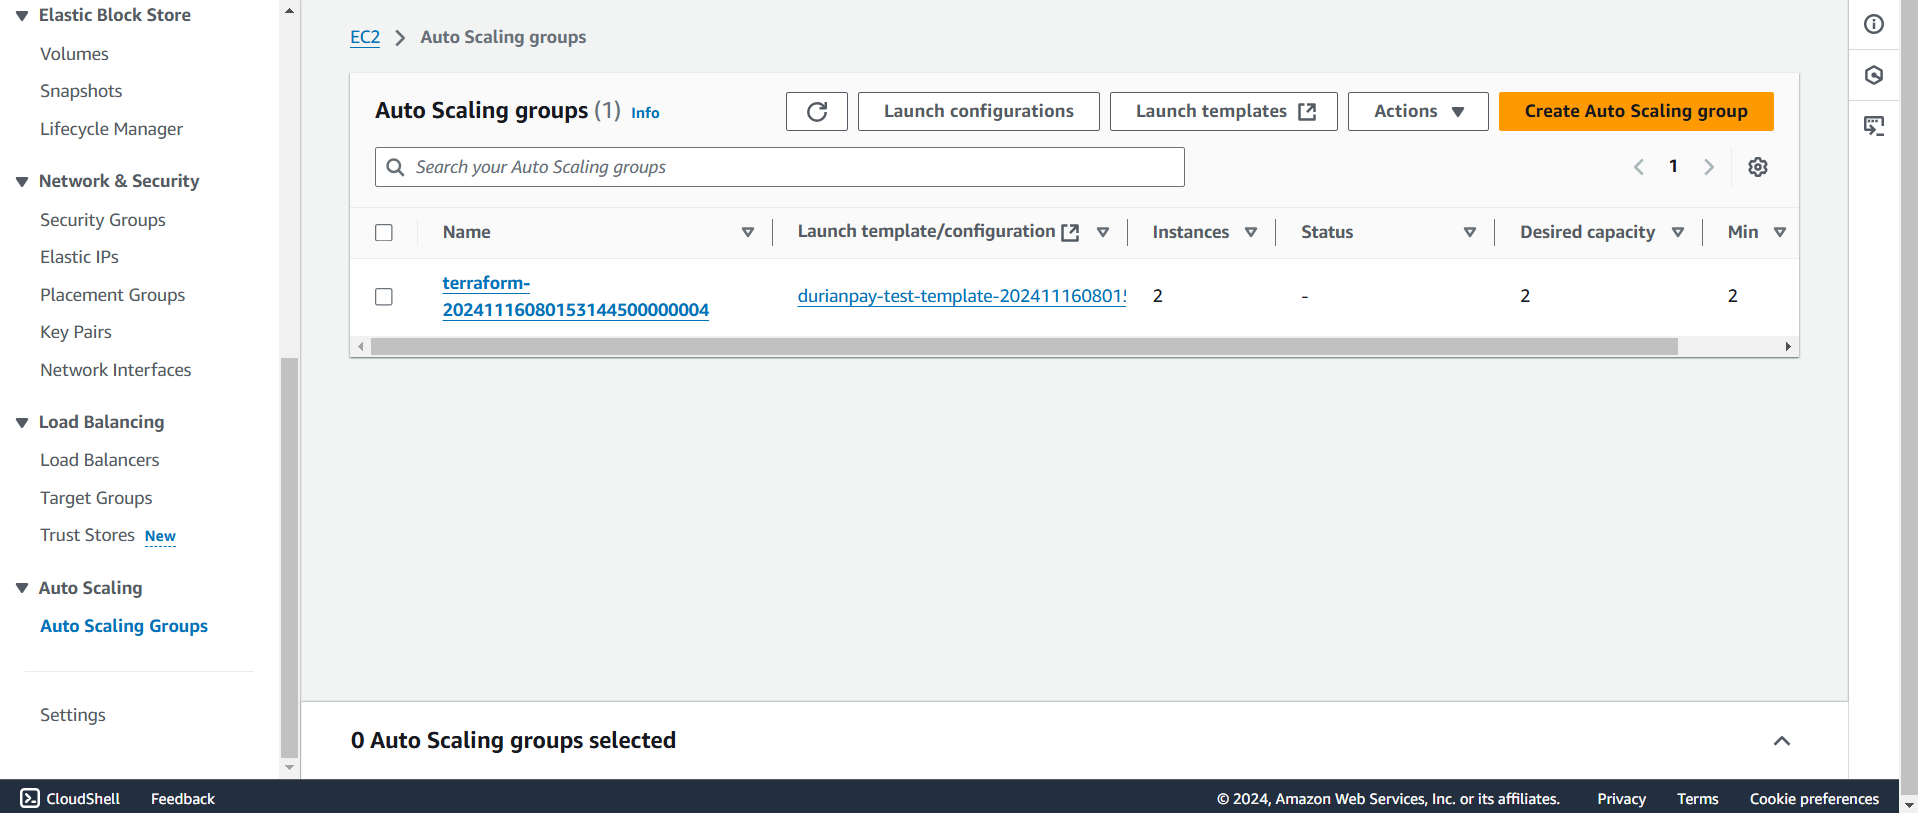 Elastic Block Store
Volumes
Snapshots
Lifecycle Manager
Network & Security
Security Groups
Elastic IPs
Placement Groups
Key Pairs
Network Interfaces
Load Balancing
Load Balancers
Target Groups
Trust Stores New
Auto Scaling
Auto Scaling Groups
Settings
EC2 > Auto Scaling groups
Auto Scaling groups (1) Info
Launch configurations
Launch templates
Actions
Create Auto Scaling group
Search your Auto Scaling groups
1
Name Launch template/configuration Instances Status Desired capacity Min
terraform-
20241116080153144500000004 durianpay-test-template-2024111608015 2 - 2 2
0 Auto Scaling groups selected
CloudShell Feedback © 2024, Amazon Web Services, Inc. or its affiliates. Privacy Terms Cookie preferences